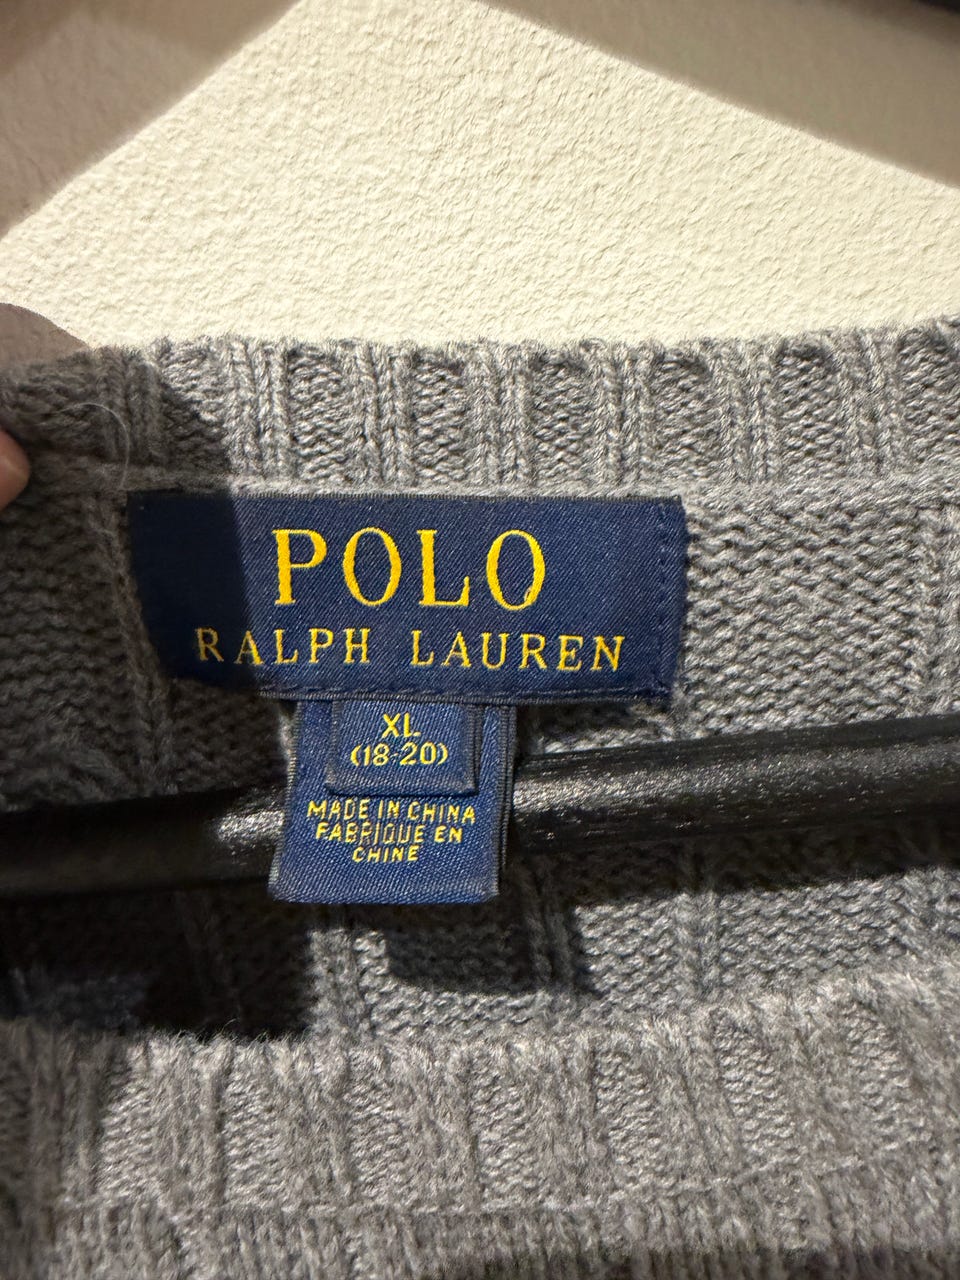 POLO
RALPH LAUREN
XL
(18-20)
MADE IN CHINA
FABRIQUE EN
CHINE